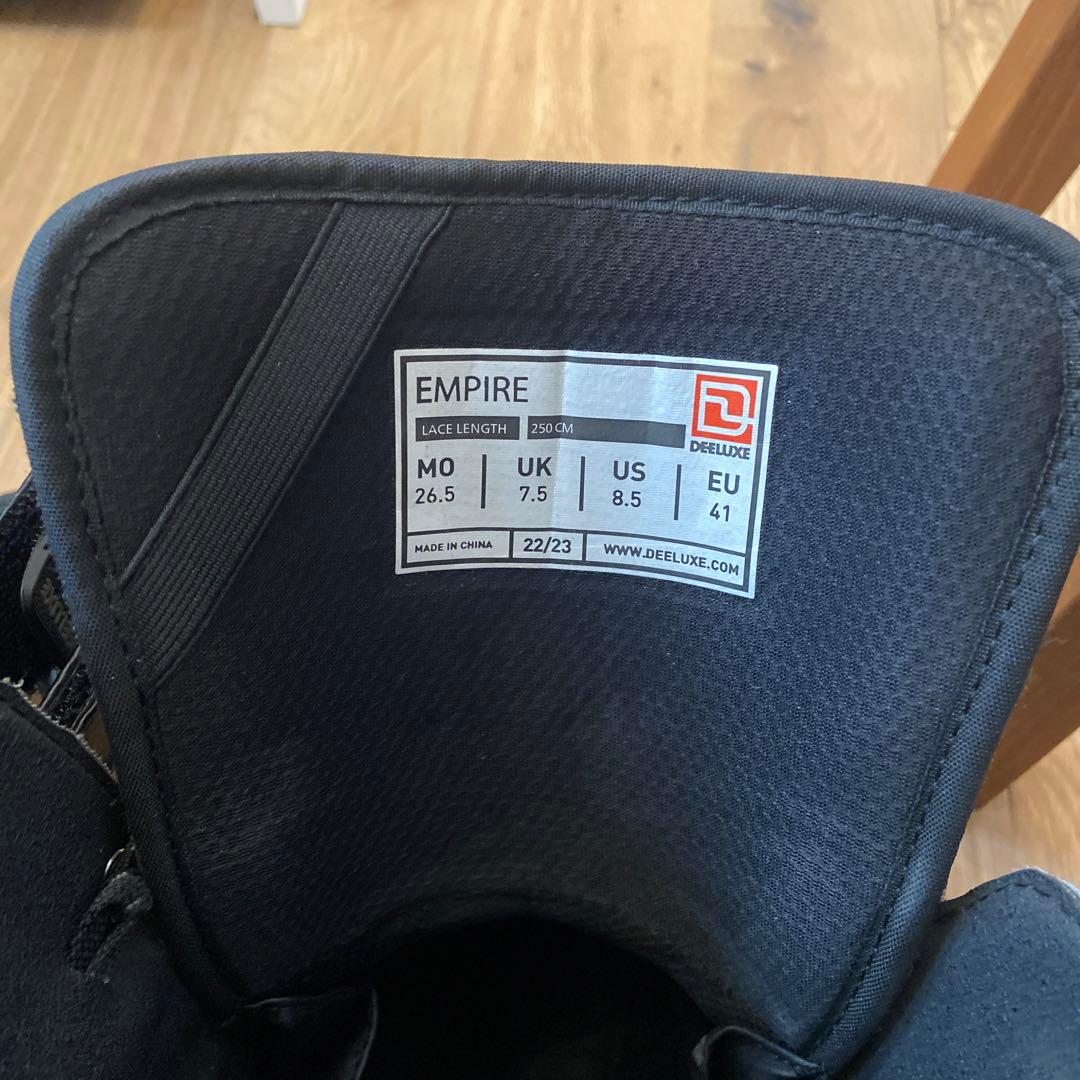 EMPIRE
LACE LENGTH 250 CM
DEELUXE
MO | UK | US | EU
26.5 7.5 8.5 41
MADE IN CHINA 22/23 WWW.DEELUXE.COM